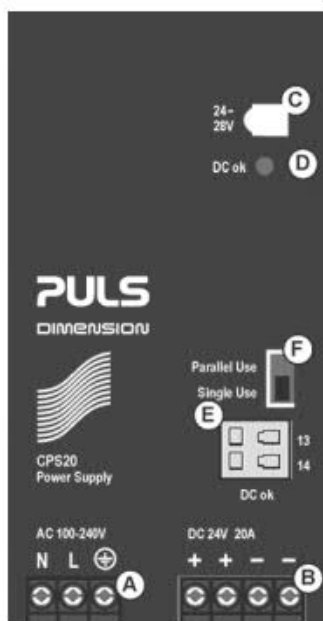 C
24–
28V
DC ok
D
PULS
DIMENSION
F
Parallel Use
Single Use
E
13
14
CPS20
Power Supply
DC ok
AC 100-240V
DC 24V 20A
N L
+ + – –
A
B